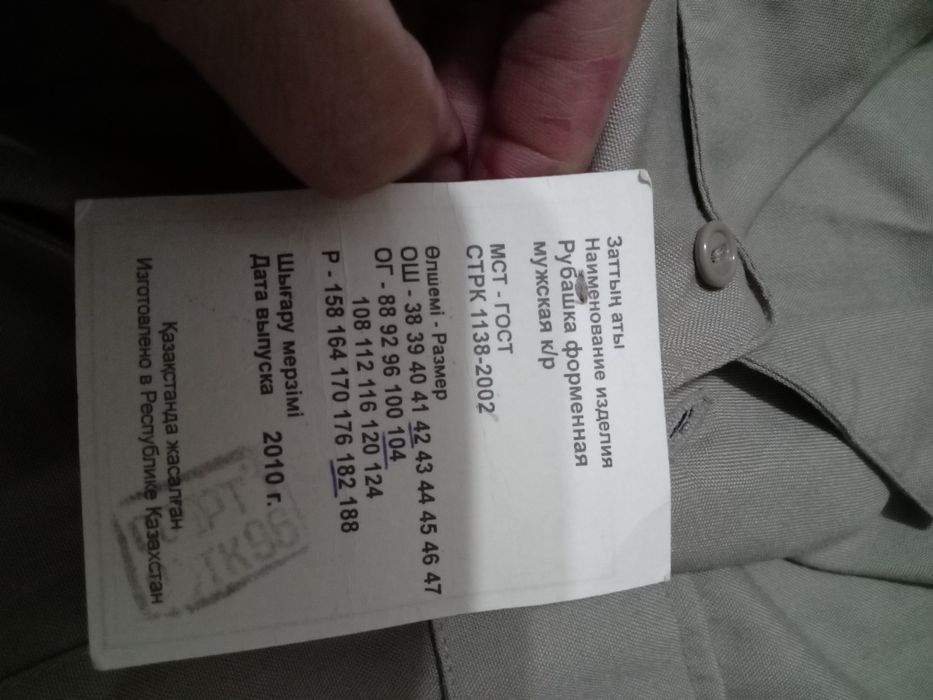 Заттың аты
Наименование изделия
Рубашка форменная
мужская к/р
МСТ - ГОСТ
СТРК 1138-2002
Өлшемі - Размер
ОШ - 38 39 40 41 42 43 44 45 46 47
ОГ - 88 92 96 100 104
108 112 116 120 124
Р - 158 164 170 176 182 188
Шығару мерзімі
Дата выпуска 2010 г.
Қазақстанда жасалған
Изготовлено в Республике Казахстан